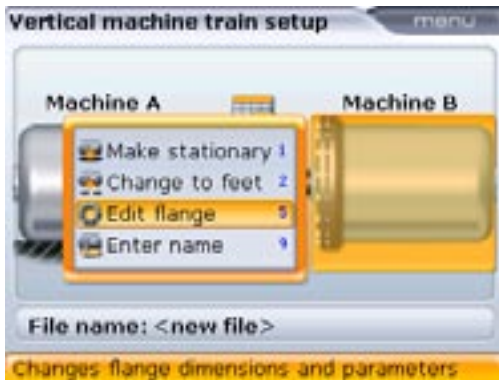 Vertical machine train setup
menu
Machine A
Machine B
Make stationary 1
Change to feet 2
Edit flange 5
Enter name 9
File name: <new file>
Changes flange dimensions and parameters